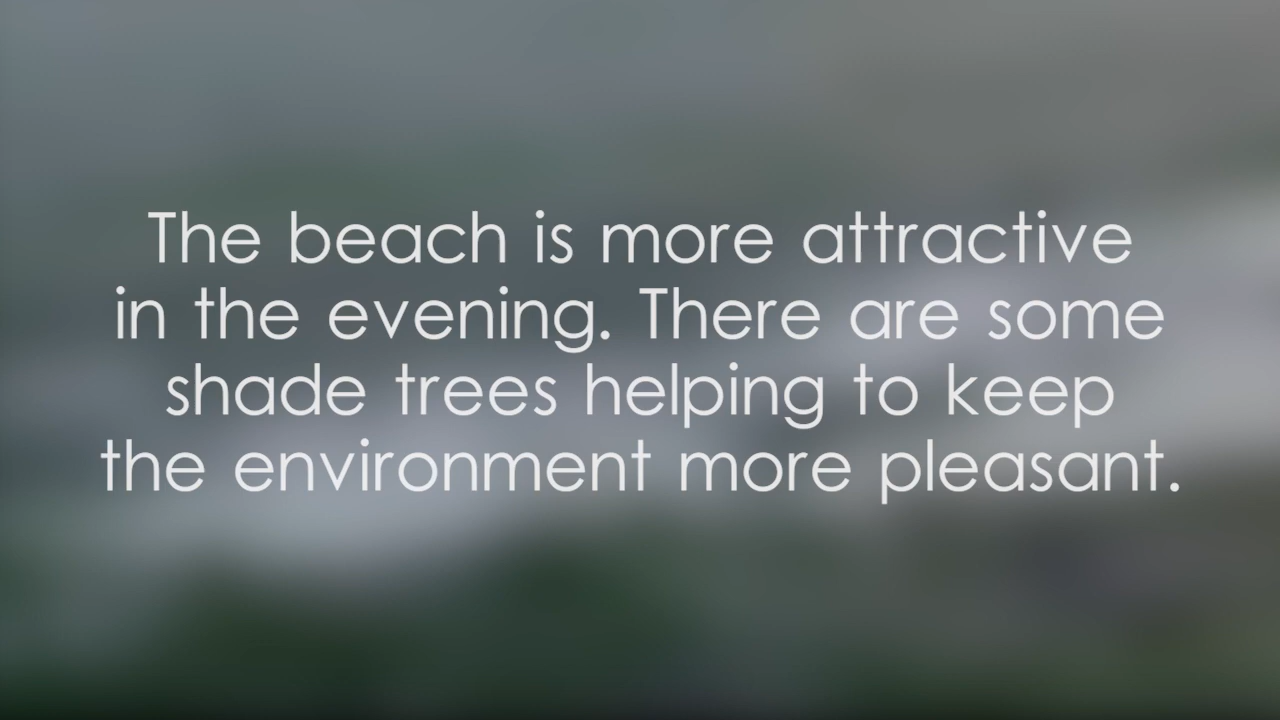 The beach is more attractive
in the evening. There are some
shade trees helping to keep
the environment more pleasant.